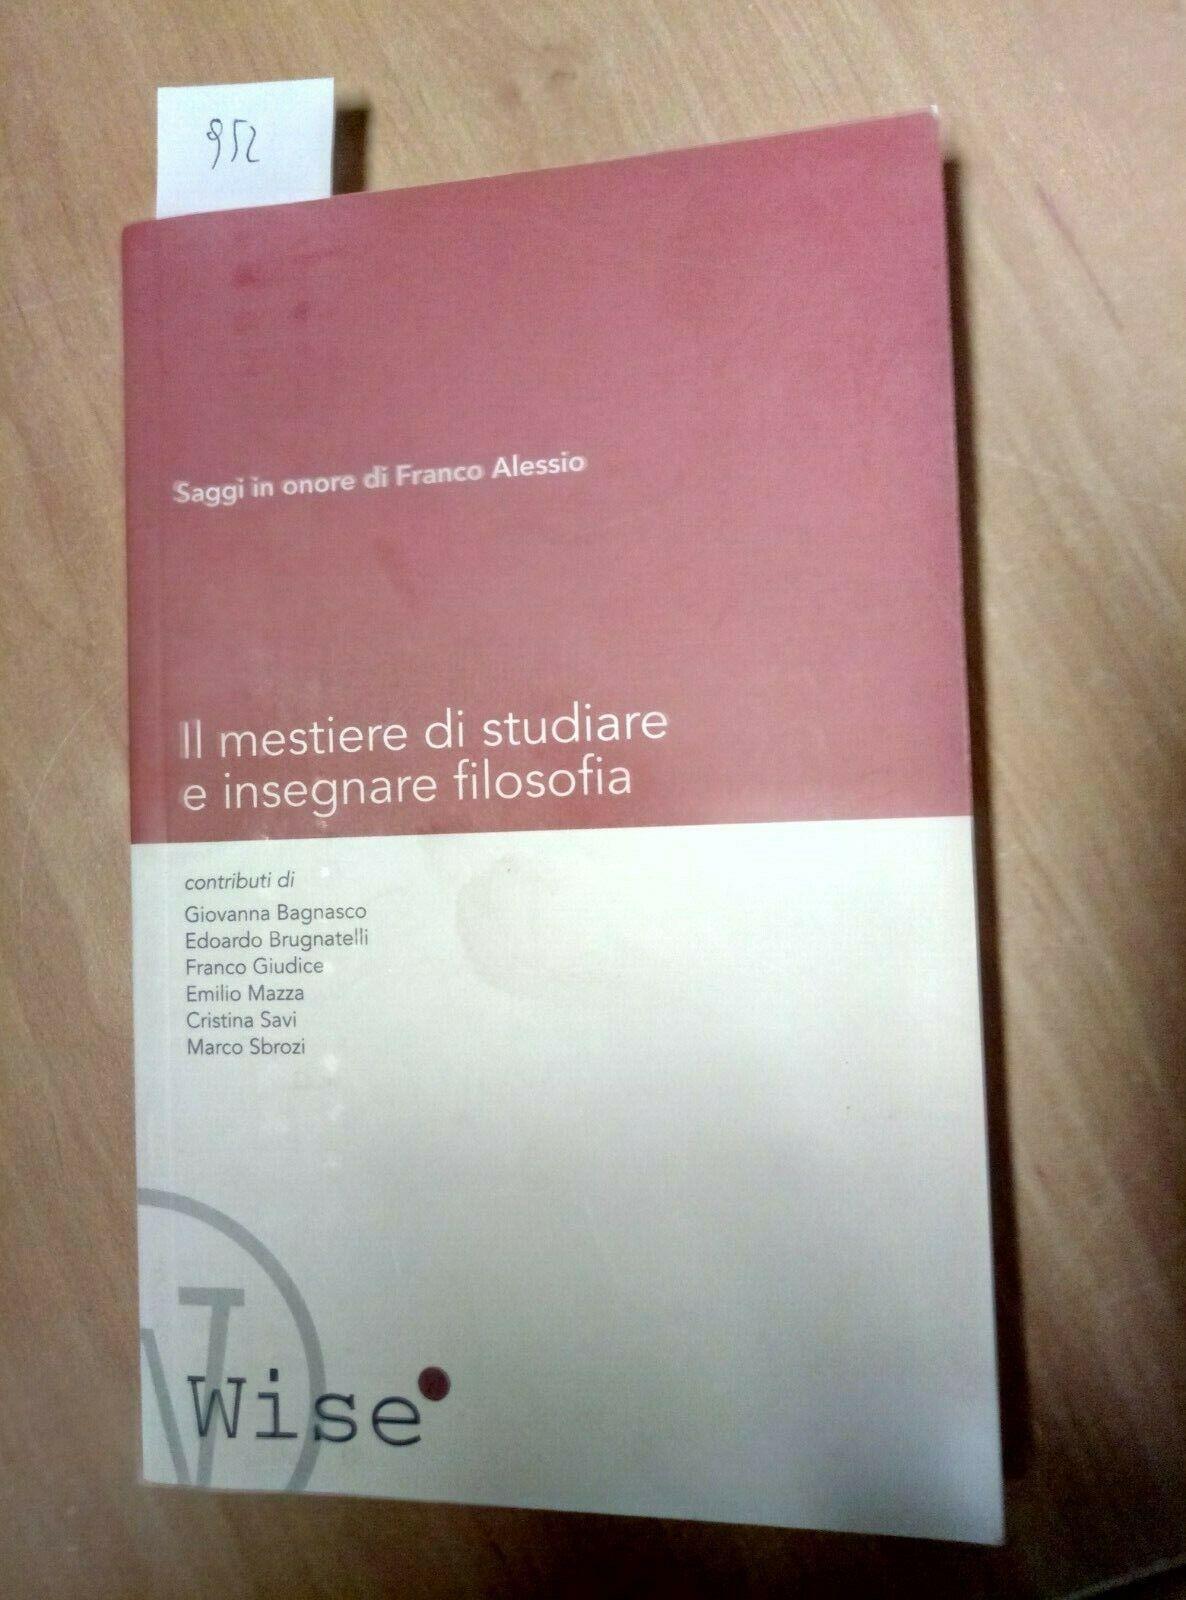 952
Saggi in onore di Franco Alessio
Il mestiere di studiare
e insegnare filosofia
contributi di
Giovanna Bagnasco
Edoardo Brugnatelli
Franco Giudice
Emilio Mazza
Cristina Savi
Marco Sbrozi
W
Wise